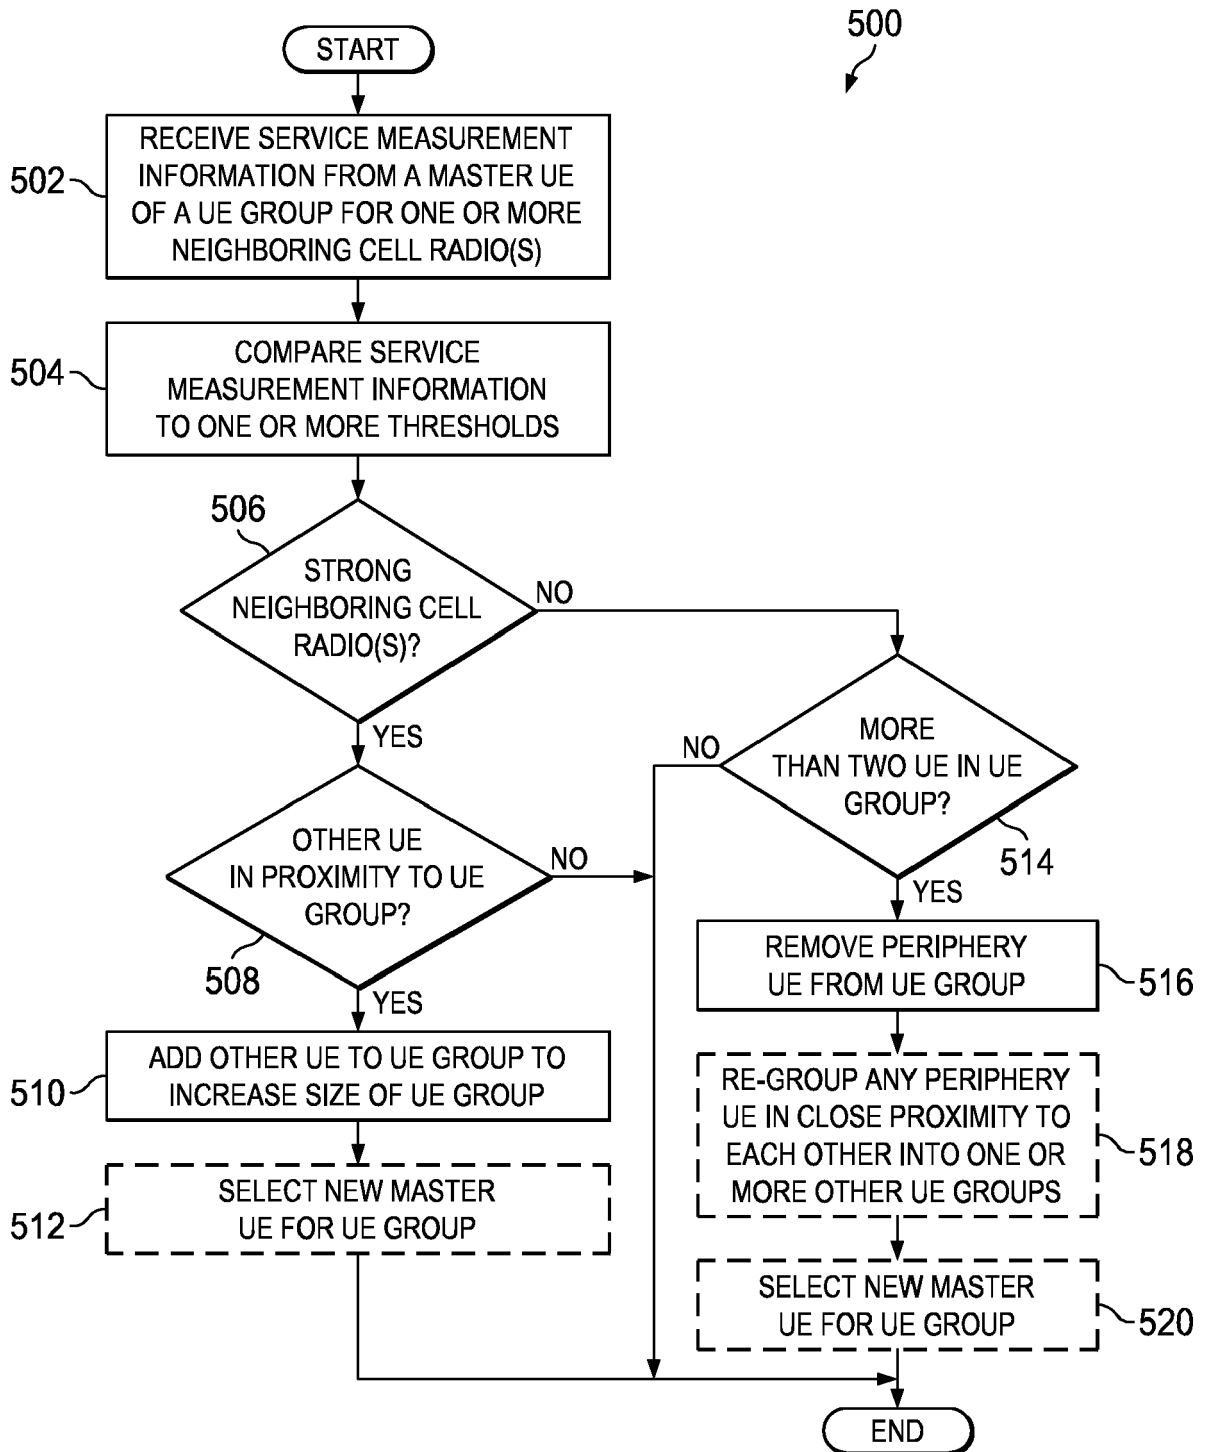 500
START
502
RECEIVE SERVICE MEASUREMENT
INFORMATION FROM A MASTER UE
OF A UE GROUP FOR ONE OR MORE
NEIGHBORING CELL RADIO(S)
504
COMPARE SERVICE
MEASUREMENT INFORMATION
TO ONE OR MORE THRESHOLDS
506
STRONG
NEIGHBORING CELL
RADIO(S)?
NO
YES
508
OTHER UE
IN PROXIMITY TO UE
GROUP?
NO
YES
510
ADD OTHER UE TO UE GROUP TO
INCREASE SIZE OF UE GROUP
512
SELECT NEW MASTER
UE FOR UE GROUP
NO
MORE
THAN TWO UE IN UE
GROUP?
514
YES
REMOVE PERIPHERY
UE FROM UE GROUP
516
RE-GROUP ANY PERIPHERY
UE IN CLOSE PROXIMITY TO
EACH OTHER INTO ONE OR
MORE OTHER UE GROUPS
518
SELECT NEW MASTER
UE FOR UE GROUP
520
END